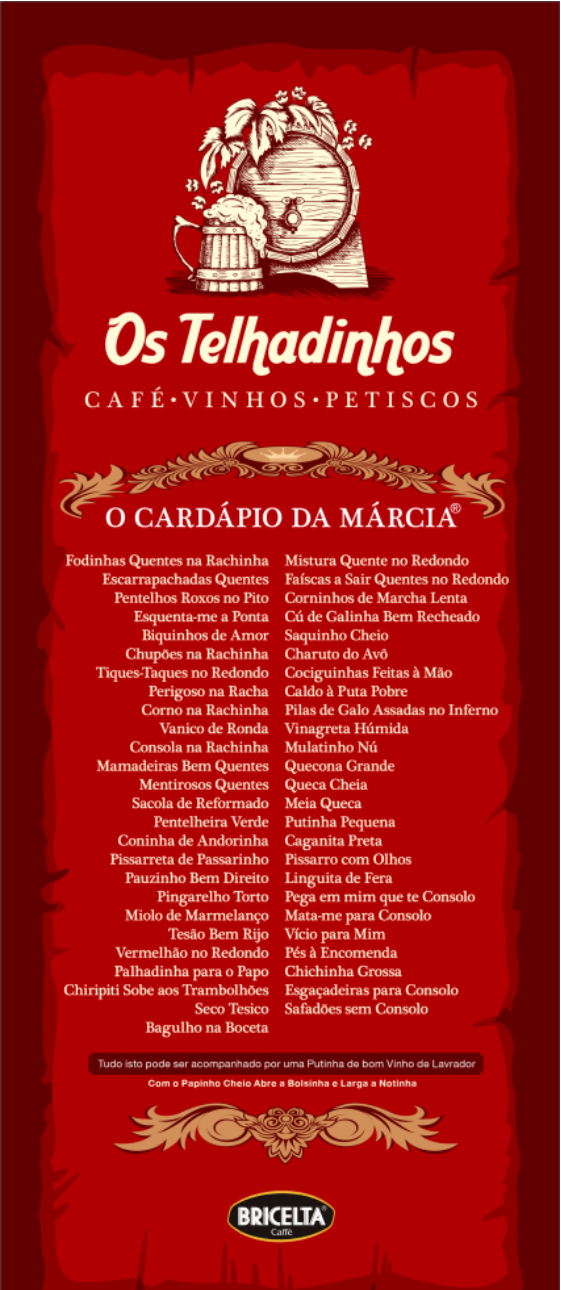 Os Telhadinhos
CAFÉ·VINHOS·PETISCOS
O CARDÁPIO DA MÁRCIA®
Fodinhas Quentes na Rachinha
Escarrapachadas Quentes
Pentelhos Roxos no Pito
Esquenta-me a Ponta
Biquinhos de Amor
Chupões na Rachinha
Tiques-Taques no Redondo
Perigoso na Racha
Corno na Rachinha
Vanico de Ronda
Consola na Rachinha
Mamadeiras Bem Quentes
Mentirosos Quentes
Sacola de Reformado
Pentelheira Verde
Coninha de Andorinha
Pissarreta de Passarinho
Pauzinho Bem Direito
Pingarelho Torto
Miolo de Marmelanço
Tesão Bem Rijo
Vermelhão no Redondo
Palhadinha para o Papo
Chiripiti Sobe aos Trambolhões
Seco Tesico
Bagulho na Boceta
Mistura Quente no Redondo
Faíscas a Sair Quentes no Redondo
Corninhos de Marcha Lenta
Cú de Galinha Bem Recheado
Saquinho Cheio
Charuto do Avô
Cociguinhas Feitas à Mão
Caldo à Puta Pobre
Pilas de Galo Assadas no Inferno
Vinagreta Húmida
Mulatinho Nú
Quecona Grande
Queca Cheia
Meia Queca
Putinha Pequena
Caganita Preta
Pissarro com Olhos
Linguita de Fera
Pega em mim que te Consolo
Mata-me para Consolo
Vício para Mim
Pés à Encomenda
Chichinha Grossa
Esgaçadeiras para Consolo
Safadões sem Consolo
Tudo isto pode ser acompanhado por uma Putinha de bom Vinho de Lavrador
Com o Papinho Cheio Abre a Bolsinha e Larga a Notinha
BRICELTA®
Caffè